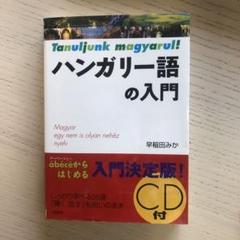 Tanuljunk magyarul!
ハンガリー語
の入門
Magyar
egy nem is olyan nehéz
nyelv
早稲田みか
ábécéから
はじめる
入門決定版!
CD
付